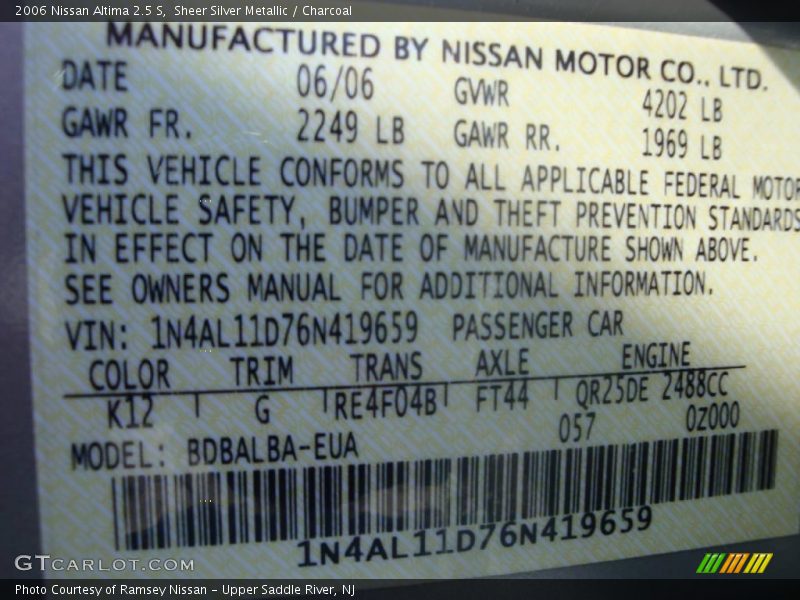 2006 Nissan Altima 2.5 S, Sheer Silver Metallic / Charcoal
MANUFACTURED BY NISSAN MOTOR CO., LTD.
DATE 06/06 GVWR 4202 LB
GAWR FR. 2249 LB GAWR RR. 1969 LB
THIS VEHICLE CONFORMS TO ALL APPLICABLE FEDERAL MOTOR
VEHICLE SAFETY, BUMPER AND THEFT PREVENTION STANDARDS
IN EFFECT ON THE DATE OF MANUFACTURE SHOWN ABOVE.
SEE OWNERS MANUAL FOR ADDITIONAL INFORMATION.
VIN: 1N4AL11D76N419659 PASSENGER CAR
COLOR TRIM TRANS AXLE ENGINE
K12 G RE4F04B FT44 QR25DE 2488CC
057 0Z000
MODEL: BDBALBA-EUA
1N4AL11D76N419659
GTCARLOT.COM
Photo Courtesy of Ramsey Nissan - Upper Saddle River, NJ